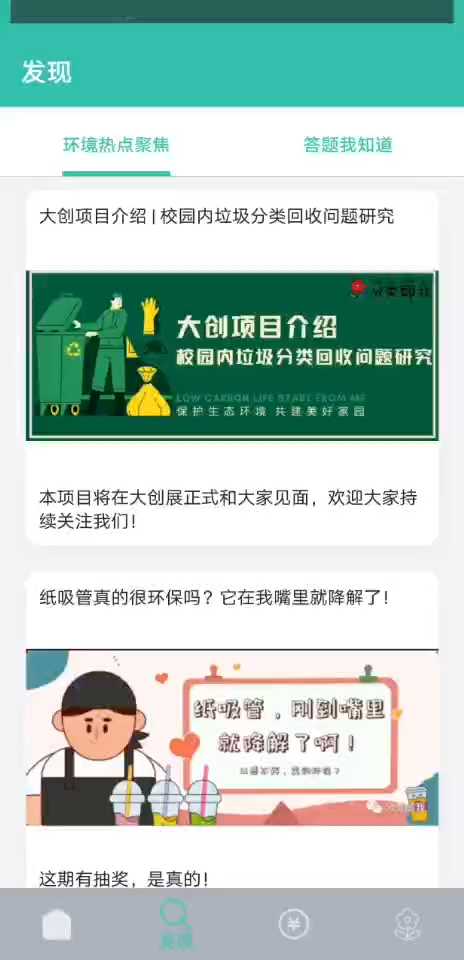 发现
环境热点聚焦
答题我知道
大创项目介绍 | 校园内垃圾分类回收问题研究
大创项目介绍
校园内垃圾分类回收问题研究
LOW CARBON LIFE START FROM ME
保护生态环境 共建美好家园
本项目将在大创展正式和大家见面，欢迎大家持
续关注我们！
纸吸管真的很环保吗？它在我嘴里就降解了！
纸吸管，刚到嘴里
就降解了啊！
这期有抽奖，是真的！
发现